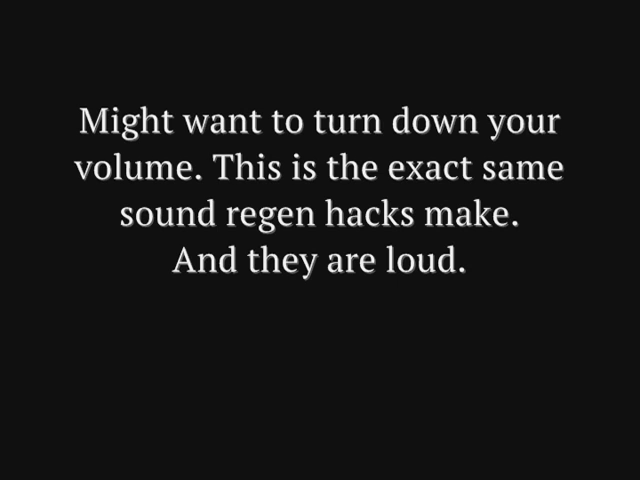 Might want to turn down your
volume. This is the exact same
sound regen hacks make.
And they are loud.